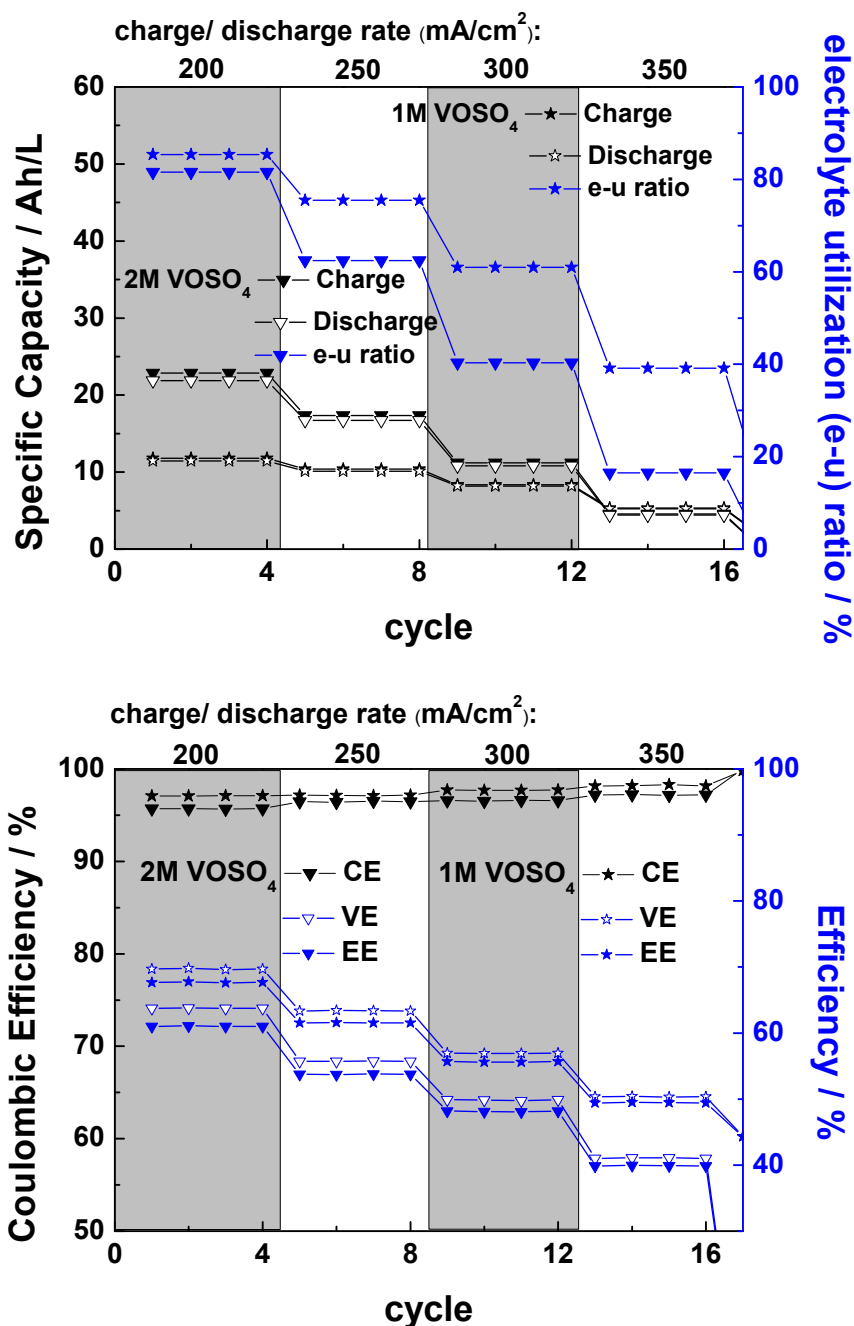 charge/ discharge rate (mA/cm²):
200 250 300 350
60
50
40
30
20
10
0
Specific Capacity / Ah/L
1M VOSO₄ Charge
Discharge
e-u ratio
2M VOSO₄ Charge
Discharge
e-u ratio
100
80
60
40
20
0
electrolyte utilization (e-u) ratio / %
0 4 8 12 16
cycle
charge/ discharge rate (mA/cm²):
200 250 300 350
100
90
80
70
60
50
Coulombic Efficiency / %
2M VOSO₄ CE
VE
EE
1M VOSO₄ CE
VE
EE
100
80
60
40
Efficiency / %
0 4 8 12 16
cycle